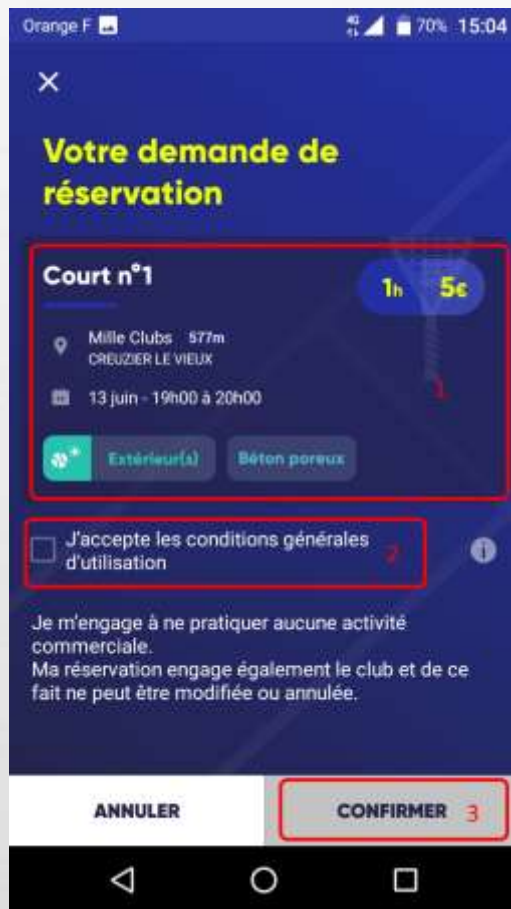 Orange F 4G 70% 15:04
Votre demande de
réservation
Court n°1 1h 5€
Mille Clubs 577m
CREUZIER LE VIEUX
13 juin - 19h00 à 20h00
1
Extérieur(s) Béton poreux
J'accepte les conditions générales
d'utilisation 2
Je m'engage à ne pratiquer aucune activité
commerciale.
Ma réservation engage également le club et de ce
fait ne peut être modifiée ou annulée.
ANNULER CONFIRMER 3